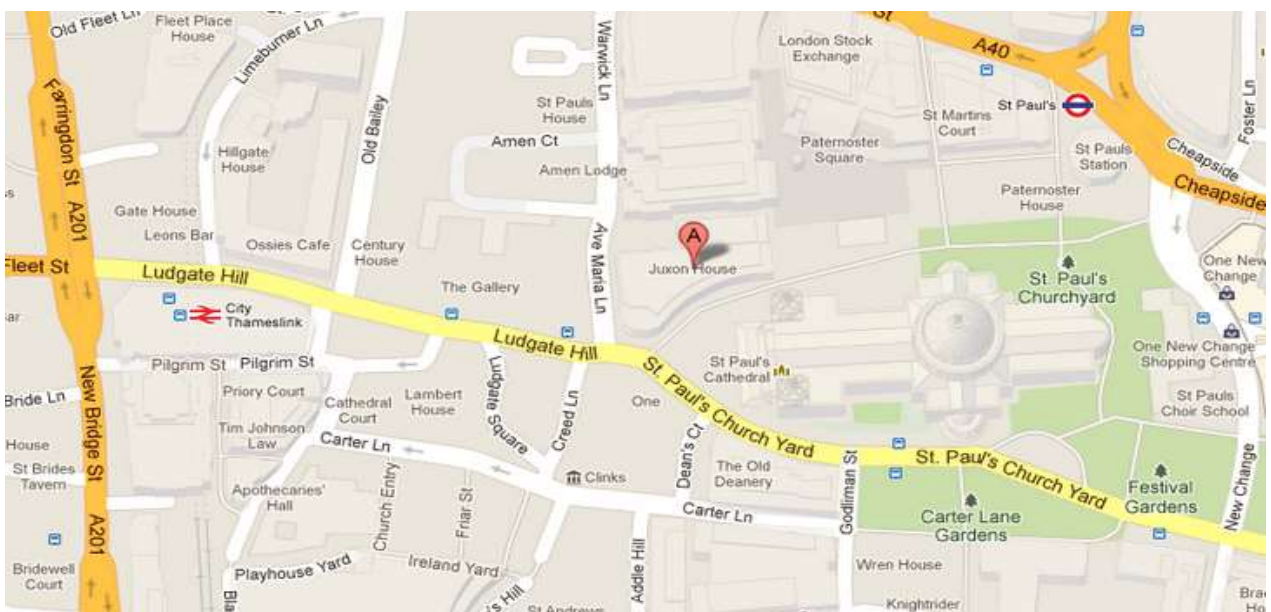 Old Fleet Ln
Fleet Place
House
Limeburner Ln
Old Bailey
Warwick Ln
St
A40
London Stock
Exchange
St Paul's
Foster Ln
Farringdon St
A201
Hillgate
House
St Pauls
House
Amen Ct
Amen Lodge
Paternoster
Square
St Martins
Court
St Pauls
Station
Cheapside
Cheapside
Paternoster
House
Gate House
Leons Bar
Ossies Cafe
Century
House
Ave Maria Ln
A
Juxon House
St. Paul's
Churchyard
One New
Change
Fleet St
Ludgate Hill
The Gallery
City
Thameslink
Ludgate Hill
ar
Pilgrim St
Pilgrim St
St Paul's
Cathedral
One New Change
Shopping Centre
Bride Ln
New Bridge St
Priory Court
Cathedral
Court
Lambert
House
Ludgate Square
Creed Ln
One
St. Paul's Church Yard
St Pauls
Choir School
House
Tim Johnson
Law
Carter Ln
Dean's Ct
St. Paul's Church Yard
St Brides
Tavern
Apothecaries'
Hall
Church Entry
Friar St
Clinks
The Old
Deanery
Godliman St
Festival
Gardens
New Change
Carter Ln
Carter Lane
Gardens
A201
Bridewell
Court
Playhouse Yard
Bla
Ireland Yard
's Hill
Addle Hill
St Andrews
Wren House
Knightrider
Bra
Ho